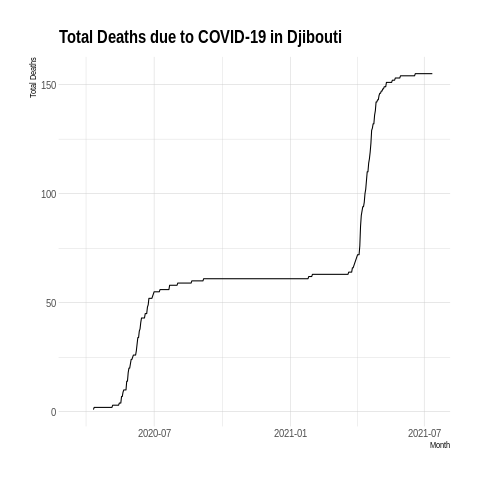 Total Deaths due to COVID-19 in Djibouti
Total Deaths
150
100
50
0
2020-07
2021-01
2021-07
Month